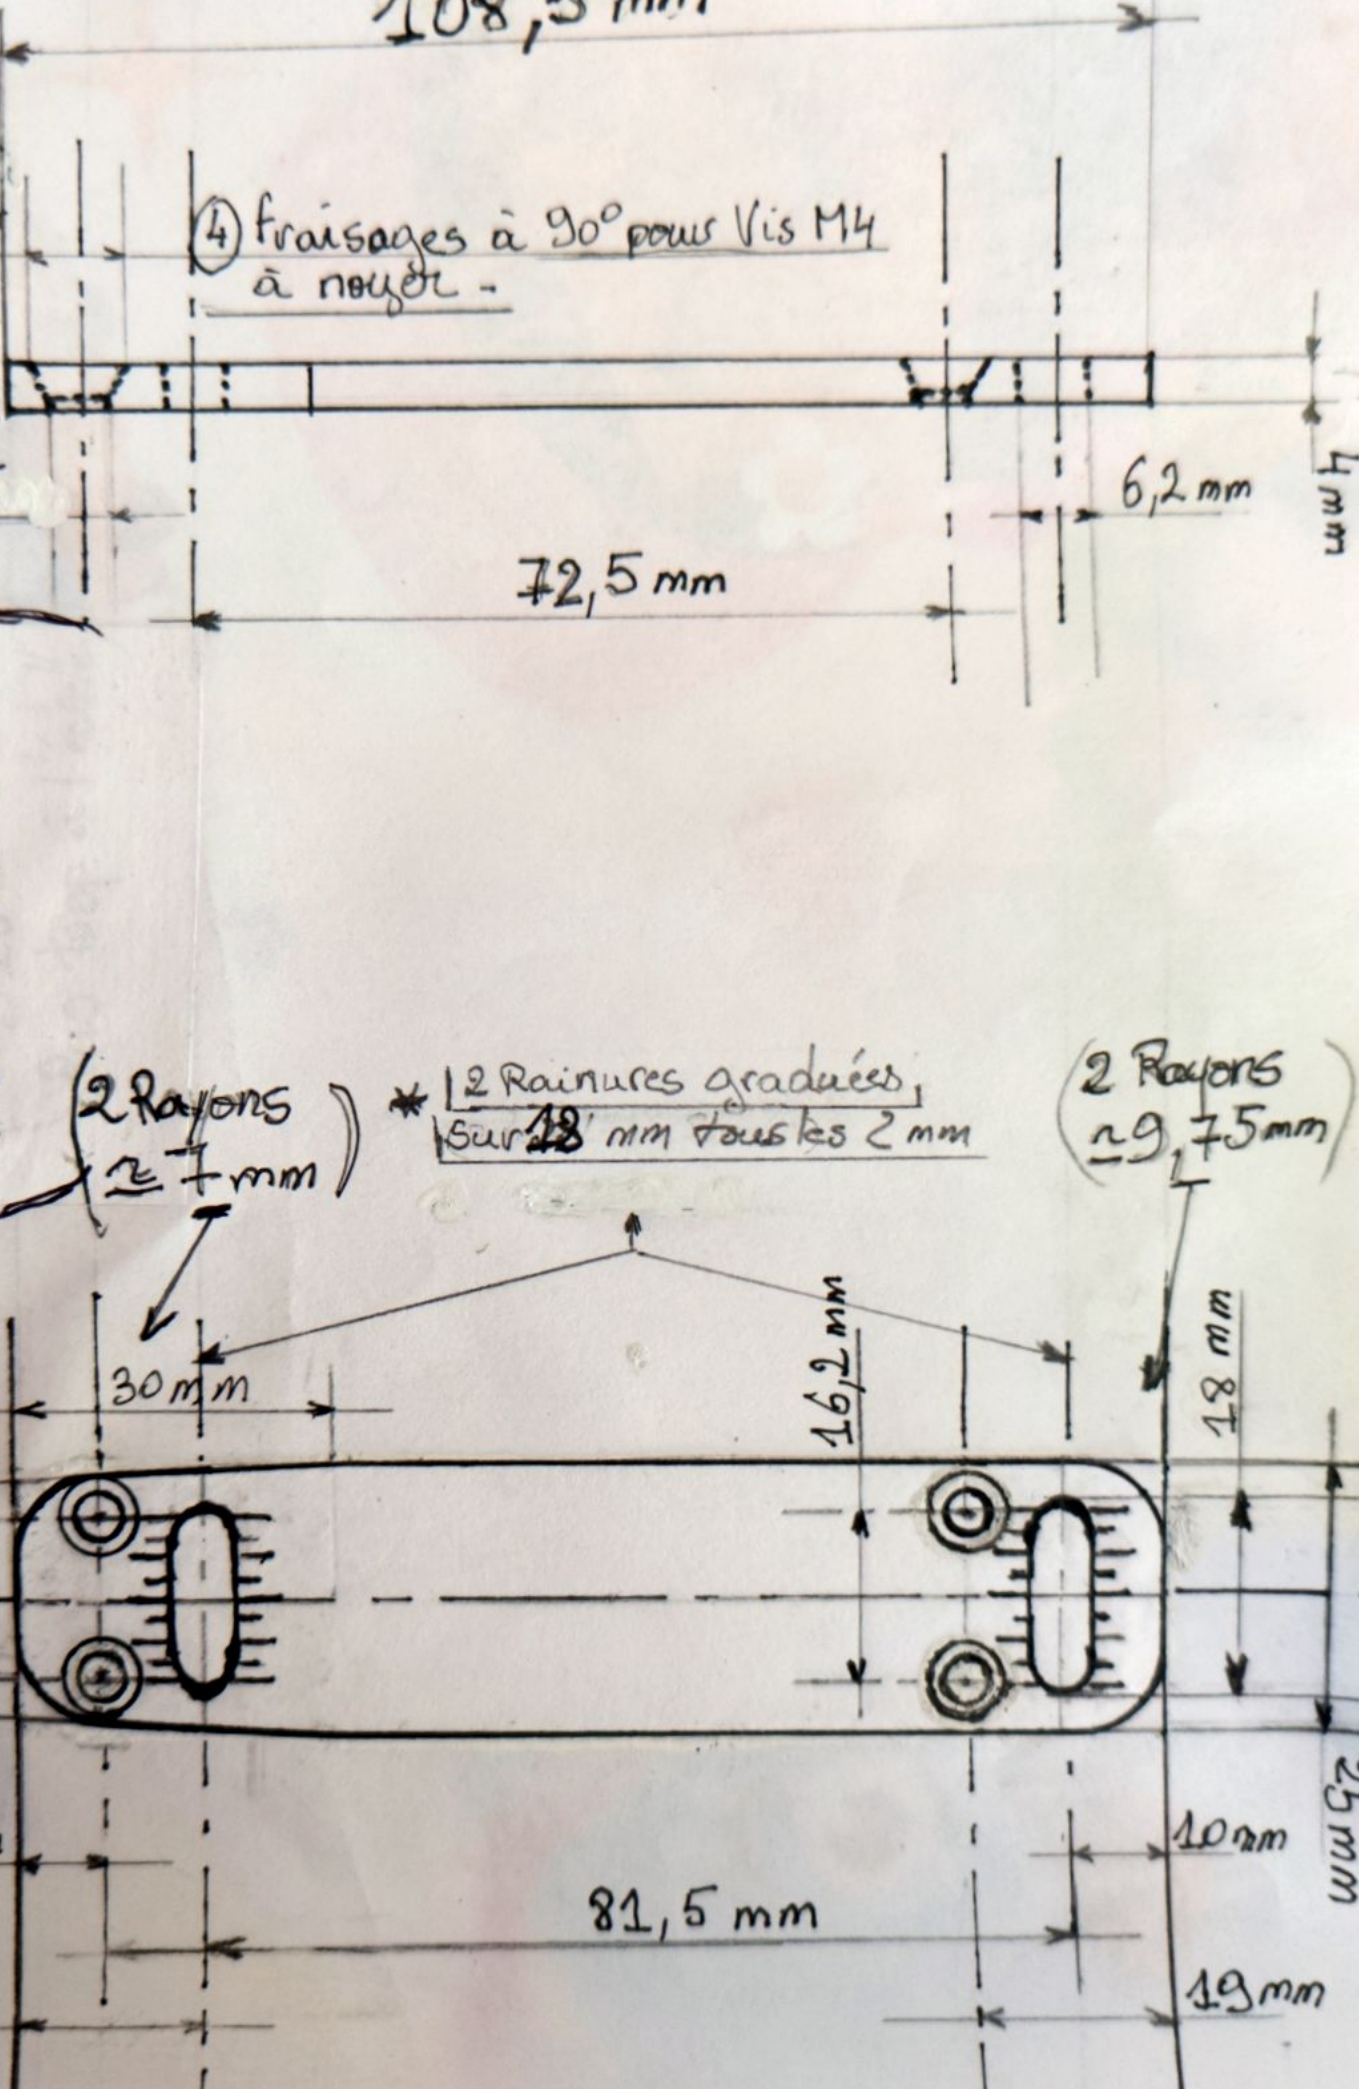 108,5 mm
④ fraisages à 90° pour Vis M4
à noyer -
4 mm
6,2 mm
72,5 mm
(2 Rayons
≃ 7 mm)
* 2 Rainures graduées,
sur 18 mm tous les 2 mm
(2 Rayons
≃9,75mm)
30 mm
16,2 mm
18 mm
25 mm
10 mm
81,5 mm
19 mm